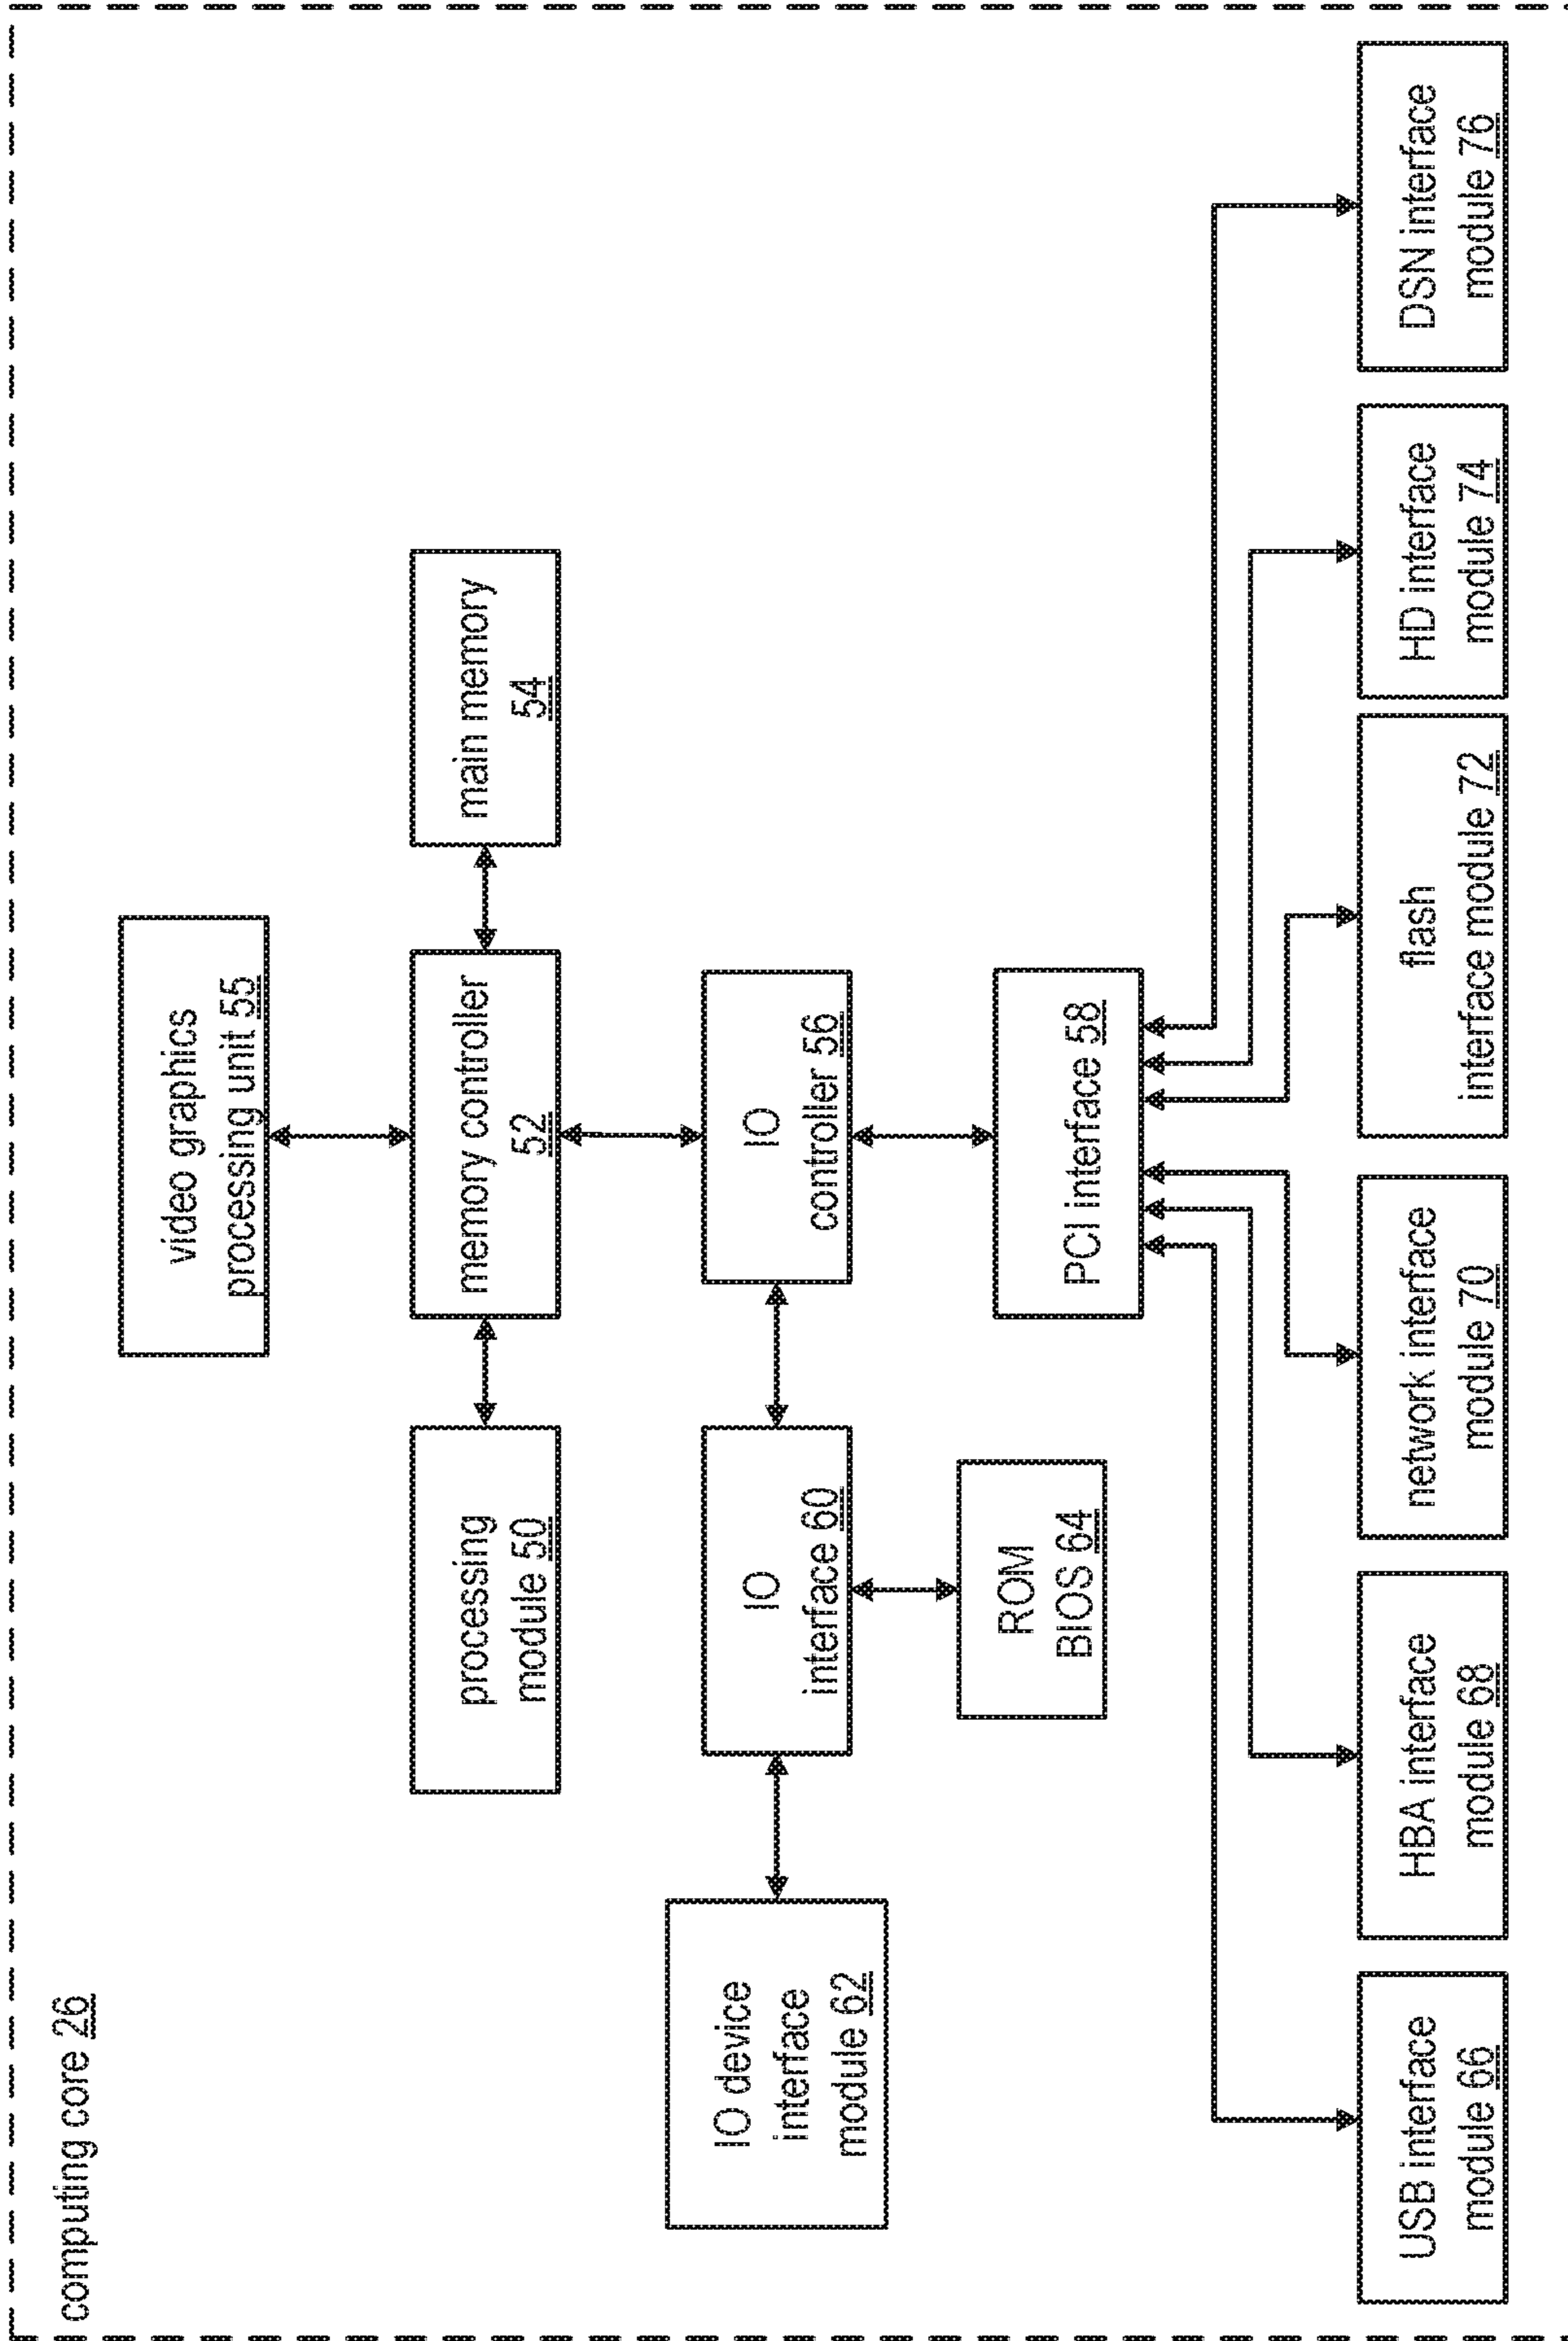 computing core 26
video graphics
processing unit 55
processing
module 50
memory controller
52
main memory
54
IO device
interface
module 62
IO
interface 60
IO
controller 56
ROM
BIOS 64
PCI interface 58
USB interface
module 66
HBA interface
module 68
network interface
module 70
flash
interface module 72
HD interface
module 74
DSN interface
module 76